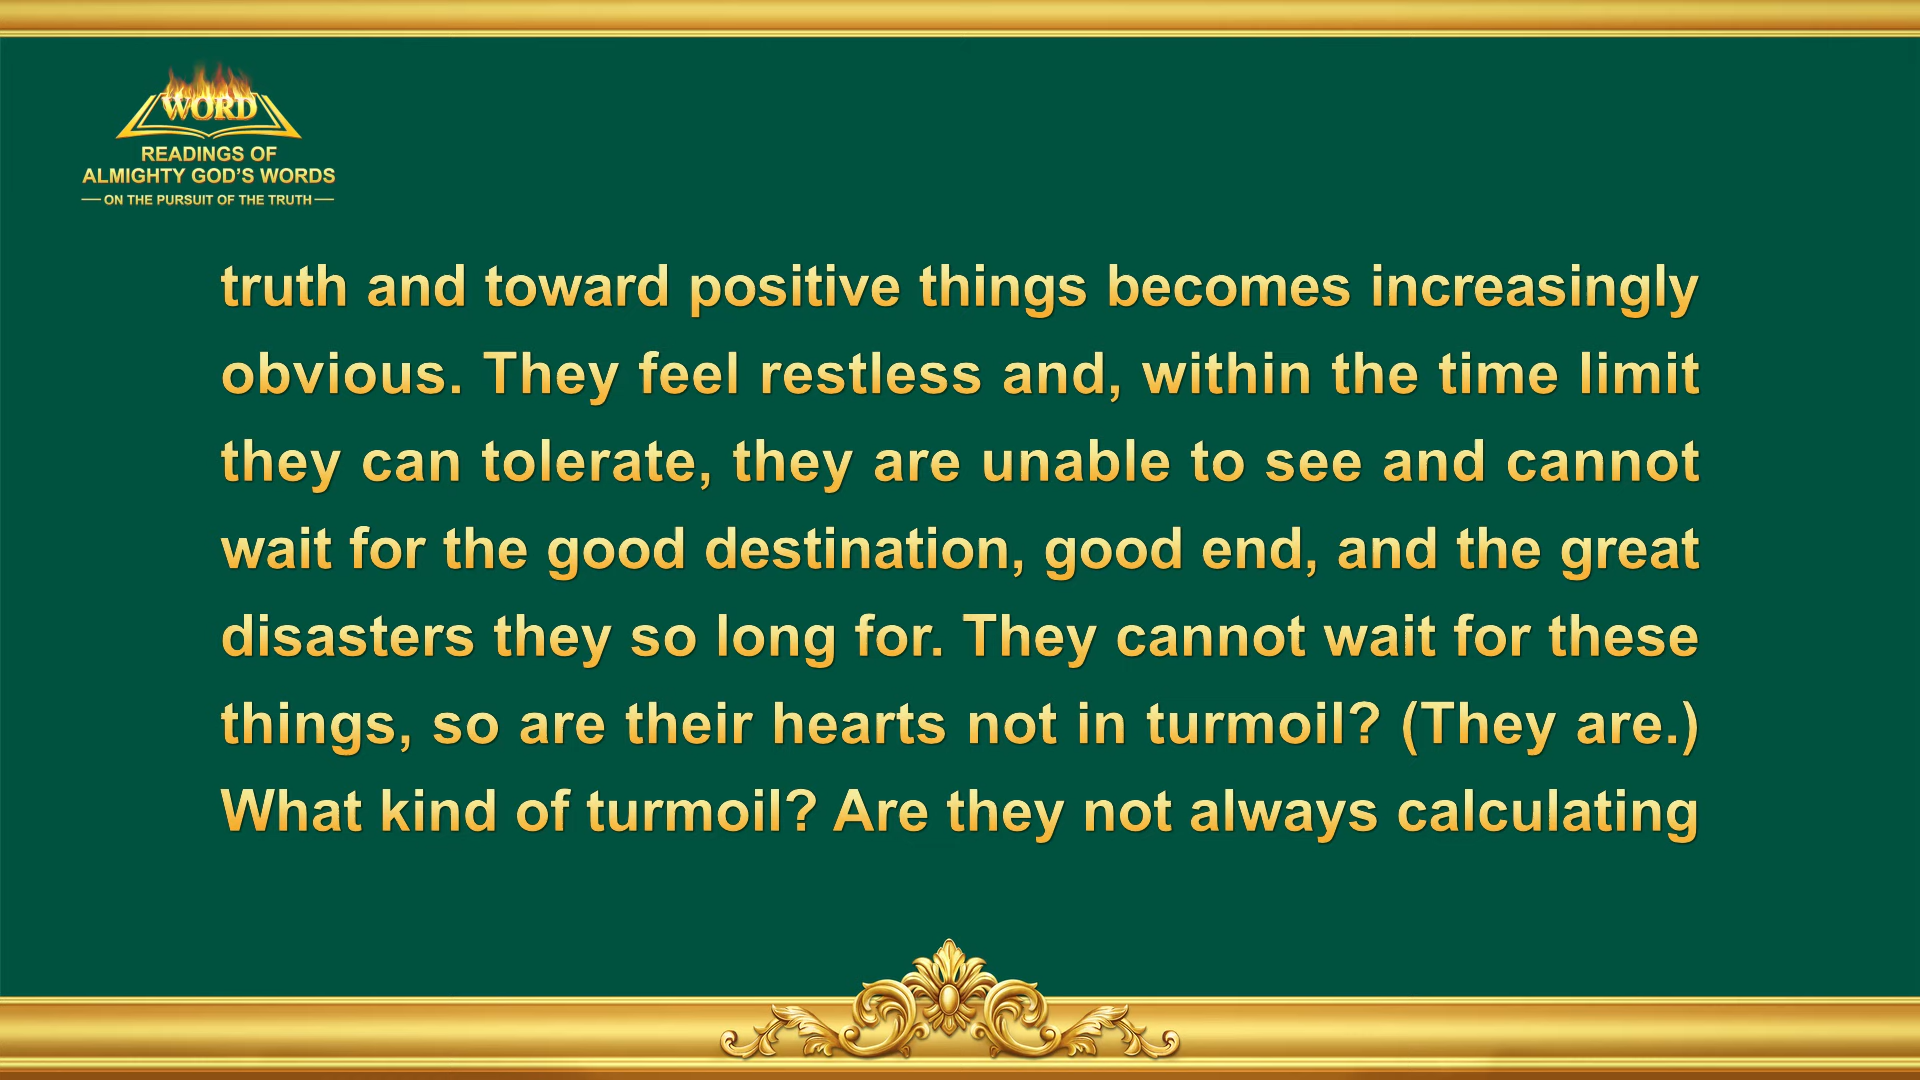 WORD
READINGS OF
ALMIGHTY GOD'S WORDS
ON THE PURSUIT OF THE TRUTH
truth and toward positive things becomes increasingly
obvious. They feel restless and, within the time limit
they can tolerate, they are unable to see and cannot
wait for the good destination, good end, and the great
disasters they so long for. They cannot wait for these
things, so are their hearts not in turmoil? (They are.)
What kind of turmoil? Are they not always calculating